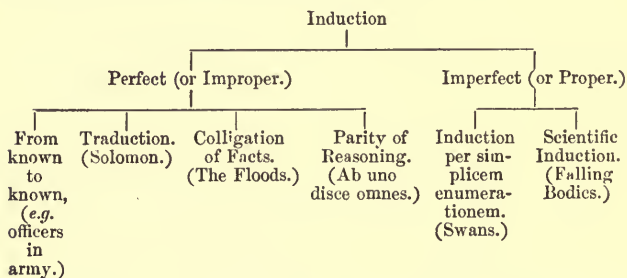 Induction
Perfect (or Improper.)
Imperfect (or Proper.)
From
known
to
known,
(e.g.
officers
in
army.)
Traduction.
(Solomon.)
Colligation
of Facts.
(The Floods.)
Parity of
Reasoning.
(Ab uno
disce omnes.)
Induction
per sim-
plicem
enumera-
tionem.
(Swans.)
Scientific
Induction.
(Falling
Bodies.)